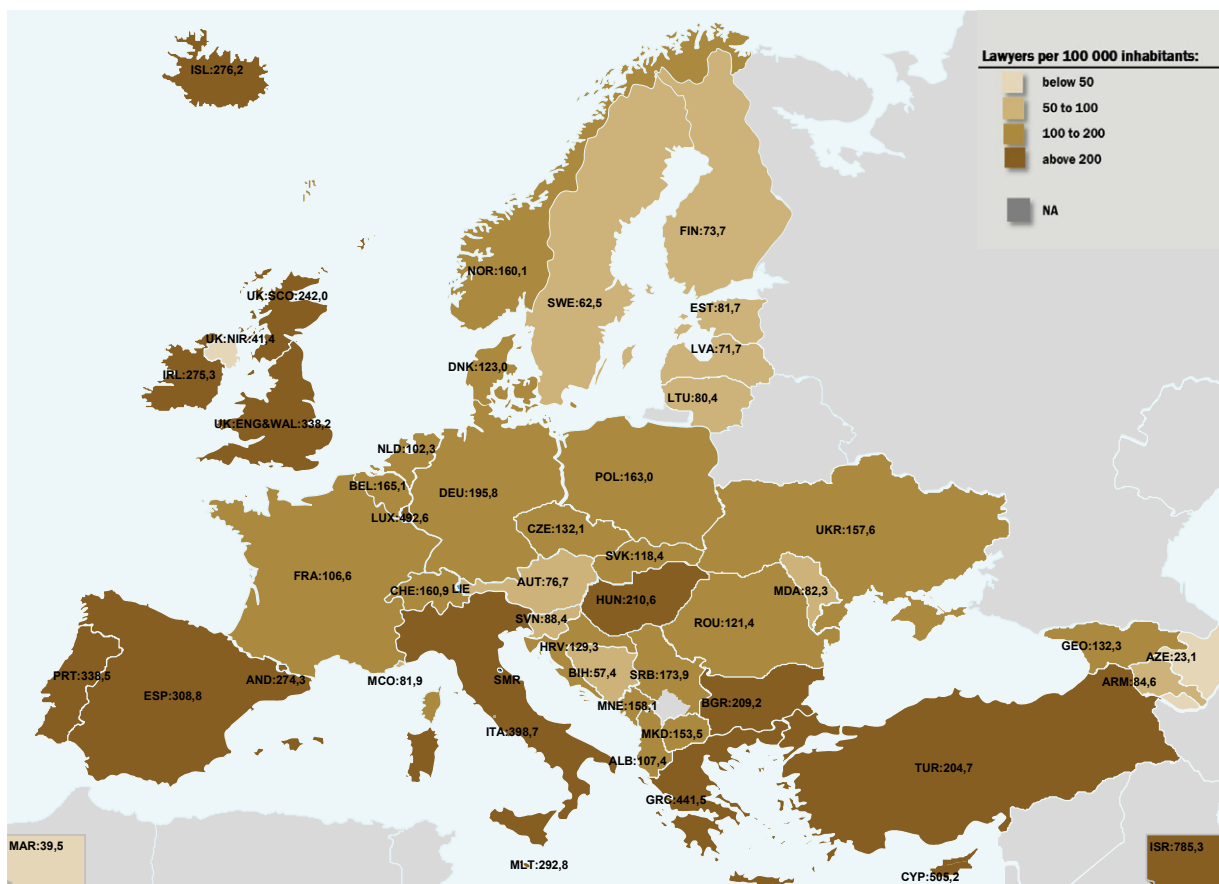 Lawyers per 100 000 inhabitants:
below 50
50 to 100
100 to 200
above 200
NA
ISL:276,2
FIN:73,7
NOR:160,1
UK:SCO:242,0
SWE:62,5
EST:81,7
UK:NIR:41,4
LVA:71,7
DNK:123,0
IRL:275,3
LTU:80,4
UK:ENG&WAL:338,2
NLD:102,3
POL:163,0
BEL:165,1
DEU:195,8
LUX:492,6
CZE:132,1
UKR:157,6
SVK:118,4
FRA:106,6
AUT:76,7
CHE:160,9
LIE
MDA:82,3
HUN:210,6
SVN:88,4
ROU:121,4
HRV:129,3
GEO:132,3
AZE:23,1
PRT:338,5
AND:274,3
MCO:81,9
SMR
BIH:57,4
SRB:173,9
ARM:84,6
ESP:308,8
MNE:158,1
BGR:209,2
ITA:398,7
MKD:153,5
ALB:107,4
TUR:204,7
GRC:441,5
MAR:39,5
ISR:785,3
MLT:292,8
CYP:505,2